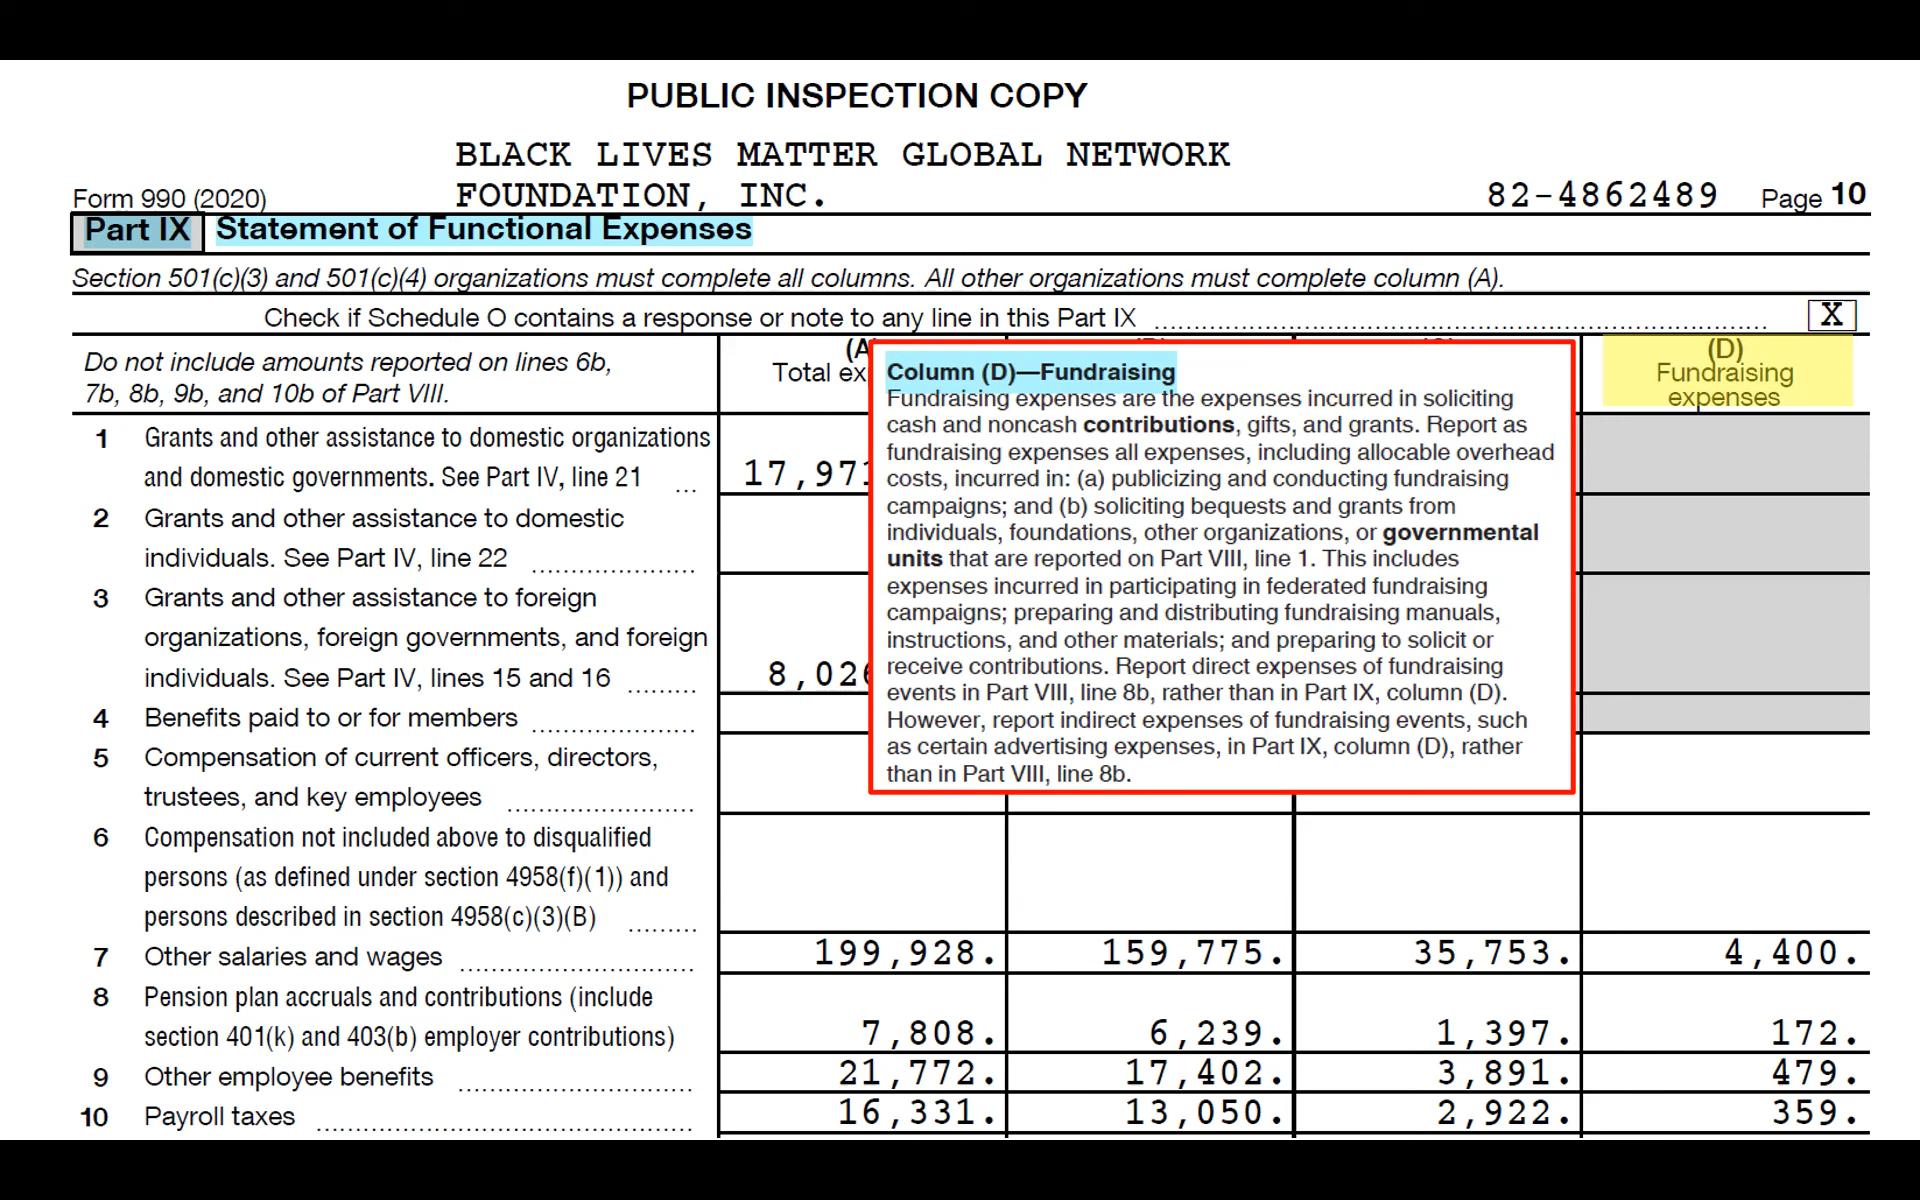 PUBLIC INSPECTION COPY
BLACK LIVES MATTER GLOBAL NETWORK
Form 990 (2020) FOUNDATION, INC. 82-4862489 Page 10
Part IX Statement of Functional Expenses
Section 501(c)(3) and 501(c)(4) organizations must complete all columns. All other organizations must complete column (A).
Check if Schedule O contains a response or note to any line in this Part IX X
Do not include amounts reported on lines 6b,
7b, 8b, 9b, and 10b of Part VIII.
(A
Total ex
(D)
Fundraising
expenses
Column (D)—Fundraising
Fundraising expenses are the expenses incurred in soliciting
cash and noncash contributions, gifts, and grants. Report as
fundraising expenses all expenses, including allocable overhead
costs, incurred in: (a) publicizing and conducting fundraising
campaigns; and (b) soliciting bequests and grants from
individuals, foundations, other organizations, or governmental
units that are reported on Part VIII, line 1. This includes
expenses incurred in participating in federated fundraising
campaigns; preparing and distributing fundraising manuals,
instructions, and other materials; and preparing to solicit or
receive contributions. Report direct expenses of fundraising
events in Part VIII, line 8b, rather than in Part IX, column (D).
However, report indirect expenses of fundraising events, such
as certain advertising expenses, in Part IX, column (D), rather
than in Part VIII, line 8b.
1 Grants and other assistance to domestic organizations
and domestic governments. See Part IV, line 21 ... 17,971
2 Grants and other assistance to domestic
individuals. See Part IV, line 22
3 Grants and other assistance to foreign
organizations, foreign governments, and foreign
individuals. See Part IV, lines 15 and 16 8,026
4 Benefits paid to or for members
5 Compensation of current officers, directors,
trustees, and key employees
6 Compensation not included above to disqualified
persons (as defined under section 4958(f)(1)) and
persons described in section 4958(c)(3)(B)
7 Other salaries and wages 199,928. 159,775. 35,753. 4,400.
8 Pension plan accruals and contributions (include
section 401(k) and 403(b) employer contributions) 7,808. 6,239. 1,397. 172.
9 Other employee benefits 21,772. 17,402. 3,891. 479.
10 Payroll taxes 16,331. 13,050. 2,922. 359.